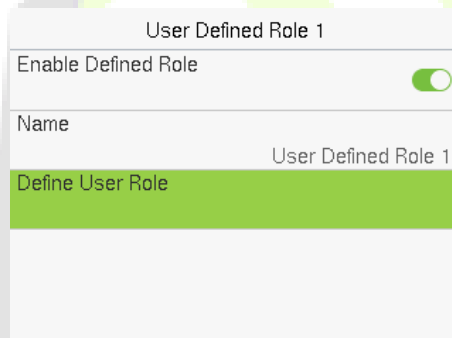 User Defined Role 1
Enable Defined Role
Name
User Defined Role 1
Define User Role